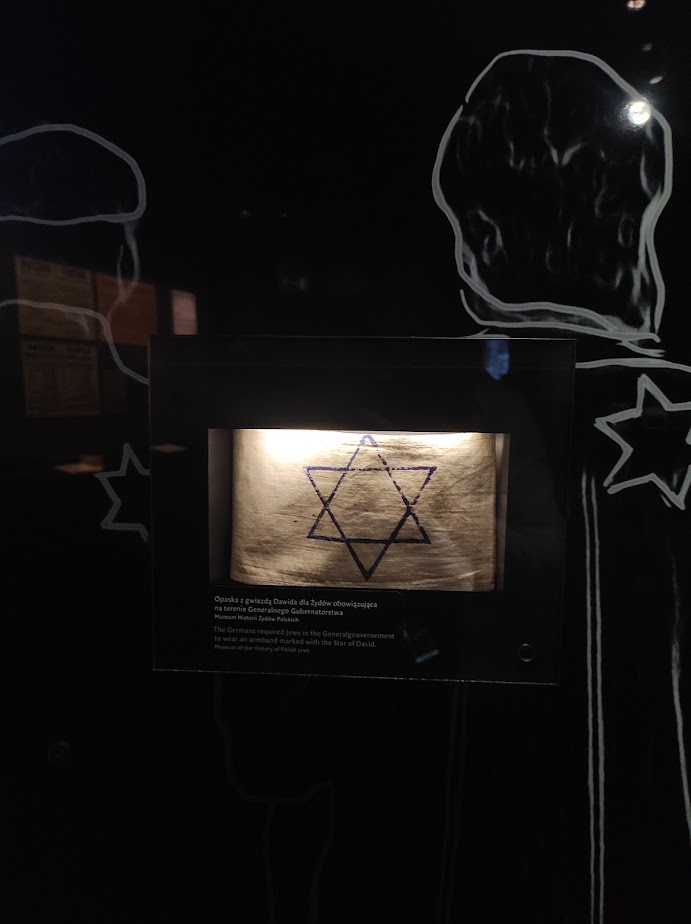 Opaska z gwiazdą Dawida dla Żydów obowiązująca
na terenie Generalnego Gubernatorstwa
Muzeum Historii Żydów Polskich
The Germans required Jews in the Generalgouvernement
to wear an armband marked with the Star of David.
Museum of the History of Polish Jews